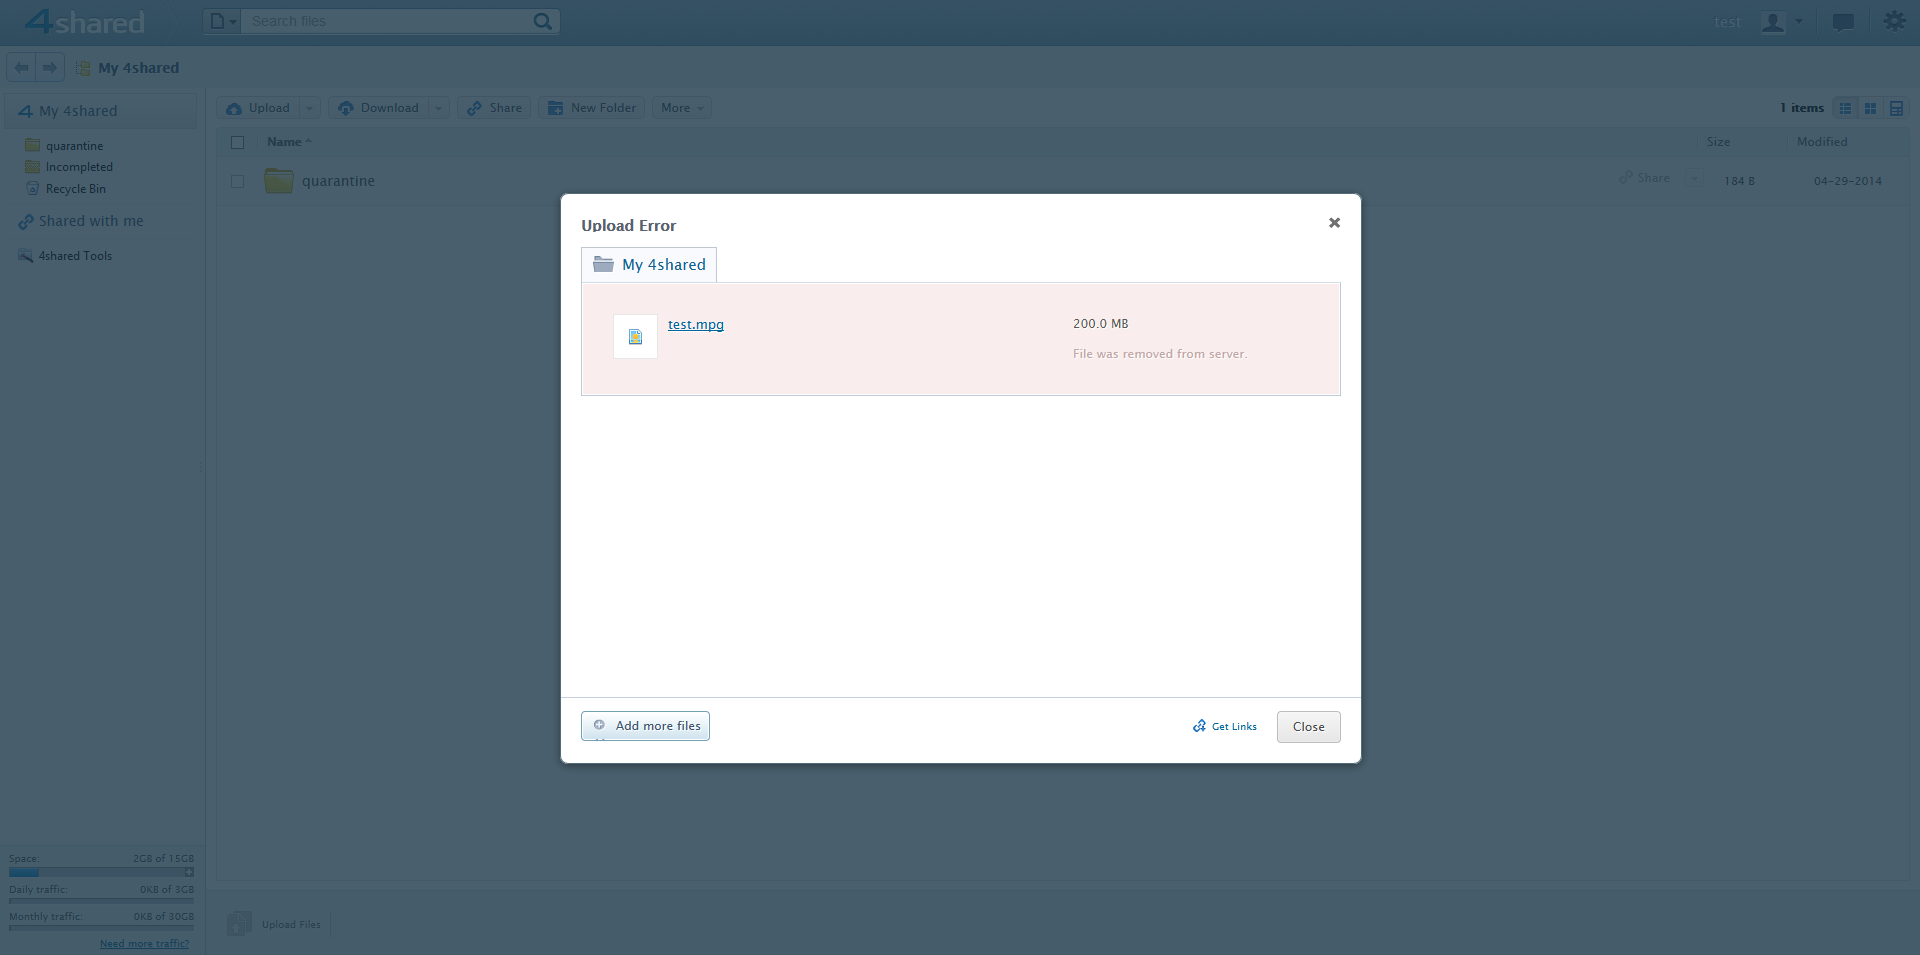 4shared
Search files
test
My 4shared
My 4shared
quarantine
Incompleted
Recycle Bin
Shared with me
4shared Tools
Upload
Download
Share
New Folder
More
1 items
Name
Size
Modified
quarantine
Share
184 B
04-29-2014
Upload Error
My 4shared
test.mpg
200.0 MB
File was removed from server.
Add more files
Get Links
Close
Space: 2GB of 15GB
Daily traffic: 0KB of 3GB
Monthly traffic: 0KB of 30GB
Need more traffic?
Upload Files